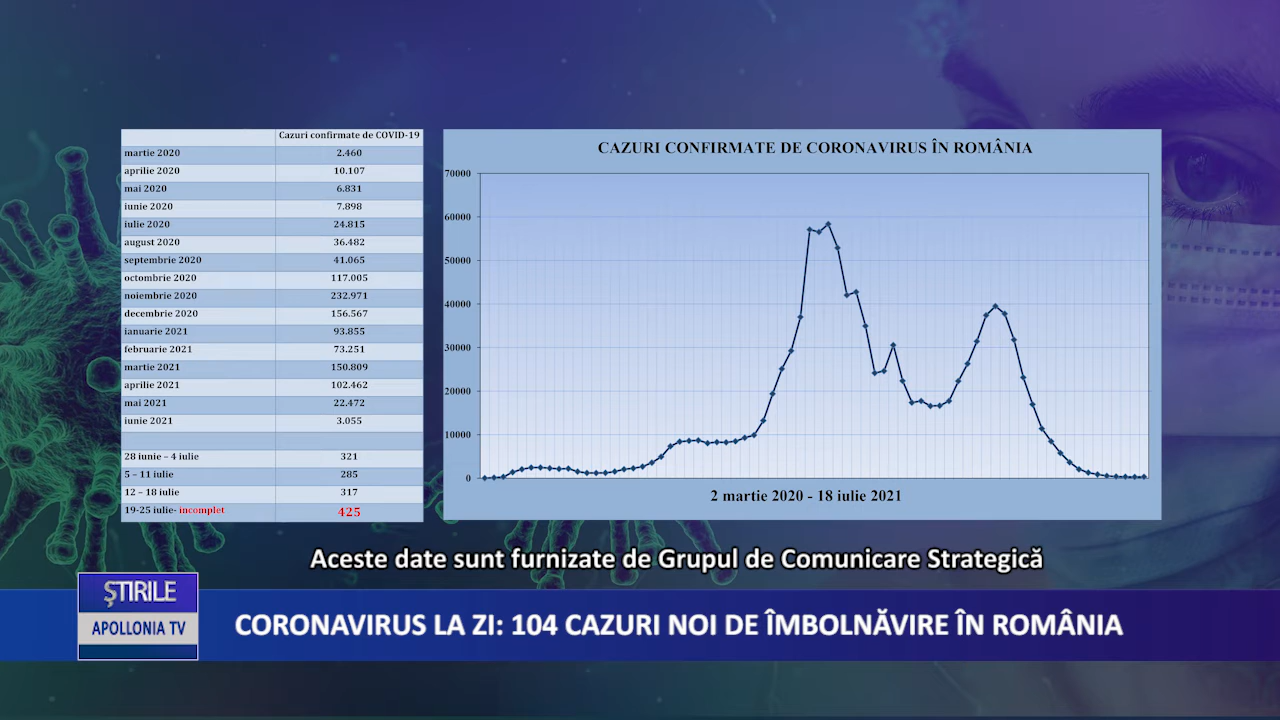 Cazuri confirmate de COVID-19
martie 2020 2.460
aprilie 2020 10.107
mai 2020 6.831
iunie 2020 7.898
iulie 2020 24.815
august 2020 36.482
septembrie 2020 41.065
octombrie 2020 117.005
noiembrie 2020 232.971
decembrie 2020 156.567
ianuarie 2021 93.855
februarie 2021 73.251
martie 2021 150.809
aprilie 2021 102.462
mai 2021 22.472
iunie 2021 3.055
28 iunie – 4 iulie 321
5 – 11 iulie 285
12 – 18 iulie 317
19-25 iulie- incomplet 425
CAZURI CONFIRMATE DE CORONAVIRUS ÎN ROMÂNIA
70000
60000
50000
40000
30000
20000
10000
0
2 martie 2020 - 18 iulie 2021
Aceste date sunt furnizate de Grupul de Comunicare Strategică
ŞTIRILE
APOLLONIA TV
CORONAVIRUS LA ZI: 104 CAZURI NOI DE ÎMBOLNĂVIRE ÎN ROMÂNIA